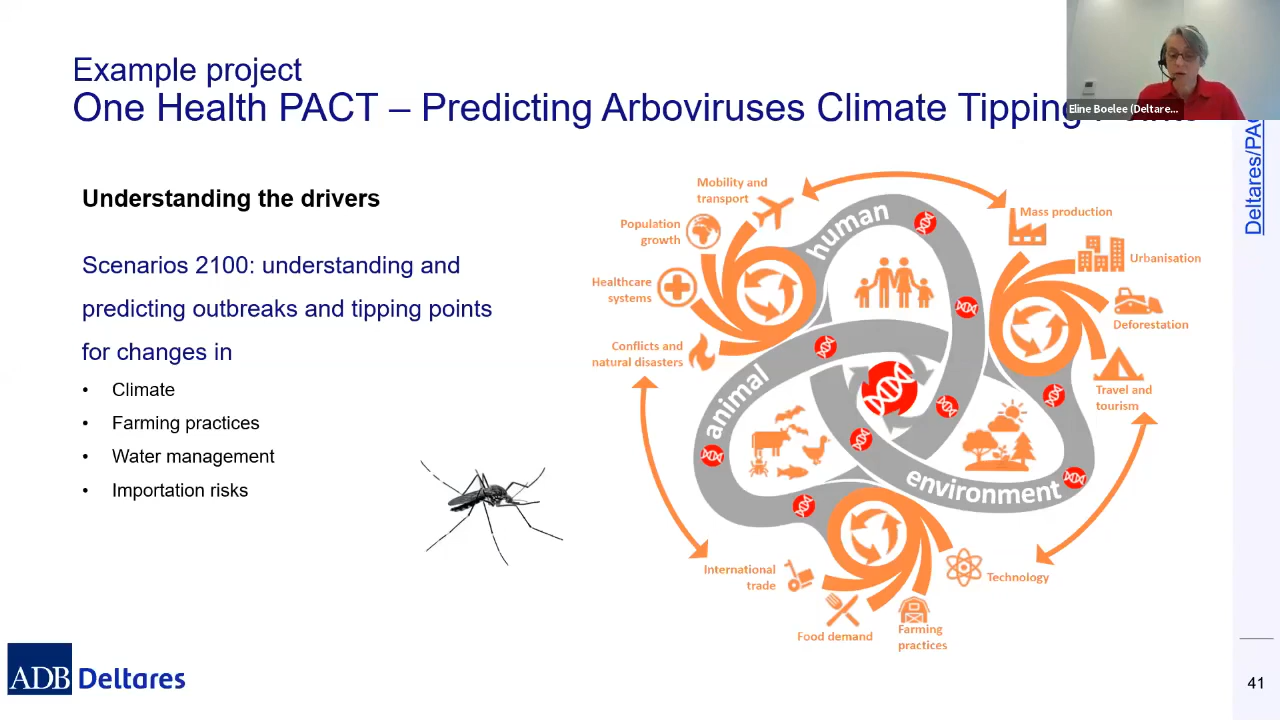 Example project
One Health PACT – Predicting Arboviruses Climate Tipping
Eline Boelee (Deltare...
Deltares/PA
Understanding the drivers
Scenarios 2100: understanding and
predicting outbreaks and tipping points
for changes in
• Climate
• Farming practices
• Water management
• Importation risks
Mobility and
transport
Population
growth
Healthcare
systems
Conflicts and
natural disasters
human
animal
environment
Mass production
Urbanisation
Deforestation
Travel and
tourism
International
trade
Food demand
Farming
practices
Technology
ADB Deltares
41